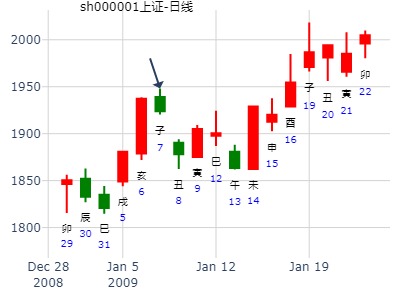 sh000001上证-日线
2000
1950
1900
1850
1800
卯
29
辰
30
巳
31
戌
5
亥
6
子
7
丑
8
寅
9
巳
12
午
13
未
14
申
15
酉
16
子
19
丑
20
寅
21
卯
22
Dec 28
2008
Jan 5
2009
Jan 12
Jan 19